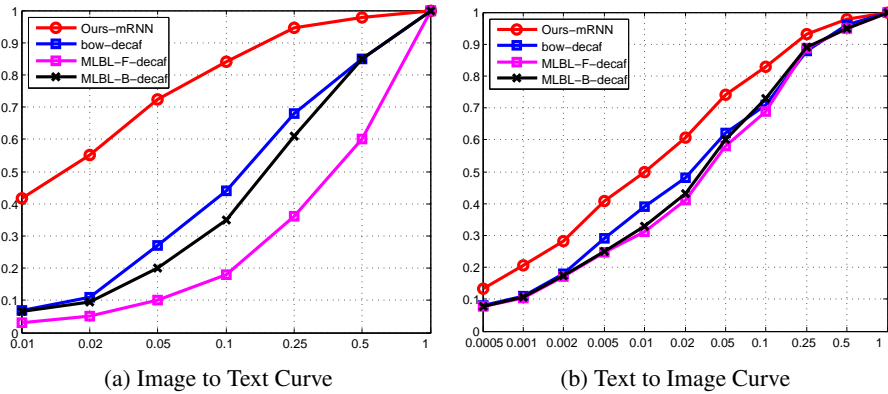 1
0.9
0.8
0.7
0.6
0.5
0.4
0.3
0.2
0.1
0
0.01 0.02 0.05 0.1 0.25 0.5 1
Ours-mRNN
bow-decaf
MLBL-F-decaf
MLBL-B-decaf
(a) Image to Text Curve
1
0.9
0.8
0.7
0.6
0.5
0.4
0.3
0.2
0.1
0
0.0005 0.001 0.002 0.005 0.01 0.02 0.05 0.1 0.25 0.5 1
Ours-mRNN
bow-decaf
MLBL-F-decaf
MLBL-B-decaf
(b) Text to Image Curve